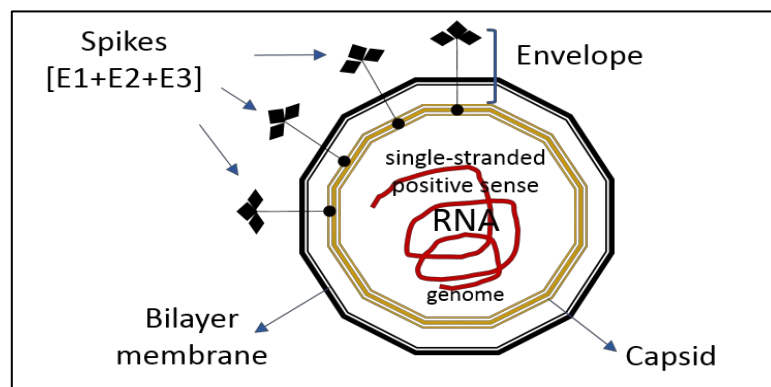 Spikes
[E1+E2+E3]
Envelope
single-stranded
positive sense
RNA
genome
Bilayer
membrane
Capsid